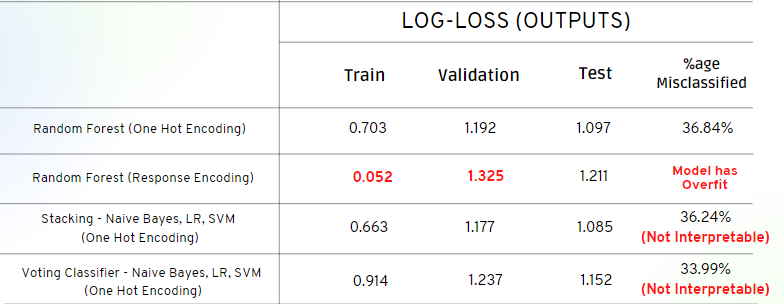 LOG-LOSS (OUTPUTS)
Train Validation Test %age Misclassified
Random Forest (One Hot Encoding) 0.703 1.192 1.097 36.84%
Random Forest (Response Encoding) 0.052 1.325 1.211 Model has Overfit
Stacking - Naive Bayes, LR, SVM
(One Hot Encoding) 0.663 1.177 1.085 36.24%
(Not Interpretable)
Voting Classifier - Naive Bayes, LR, SVM
(One Hot Encoding) 0.914 1.237 1.152 33.99%
(Not Interpretable)